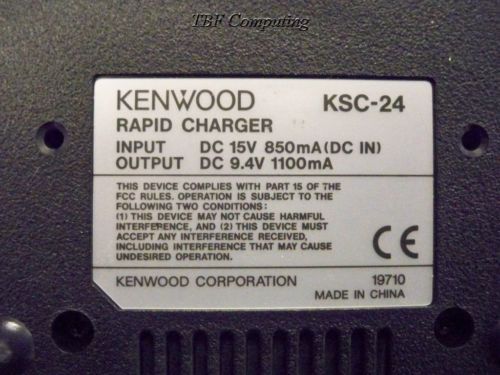 TBF Computing
KENWOOD KSC-24
RAPID CHARGER
INPUT DC 15V 850mA (DC IN)
OUTPUT DC 9.4V 1100mA
THIS DEVICE COMPLIES WITH PART 15 OF THE
FCC RULES. OPERATION IS SUBJECT TO THE
FOLLOWING TWO CONDITIONS:
(1) THIS DEVICE MAY NOT CAUSE HARMFUL
INTERFERENCE, AND (2) THIS DEVICE MUST
ACCEPT ANY INTERFERENCE RECEIVED,
INCLUDING INTERFERENCE THAT MAY CAUSE
UNDESIRED OPERATION.
CE
KENWOOD CORPORATION 19710
MADE IN CHINA